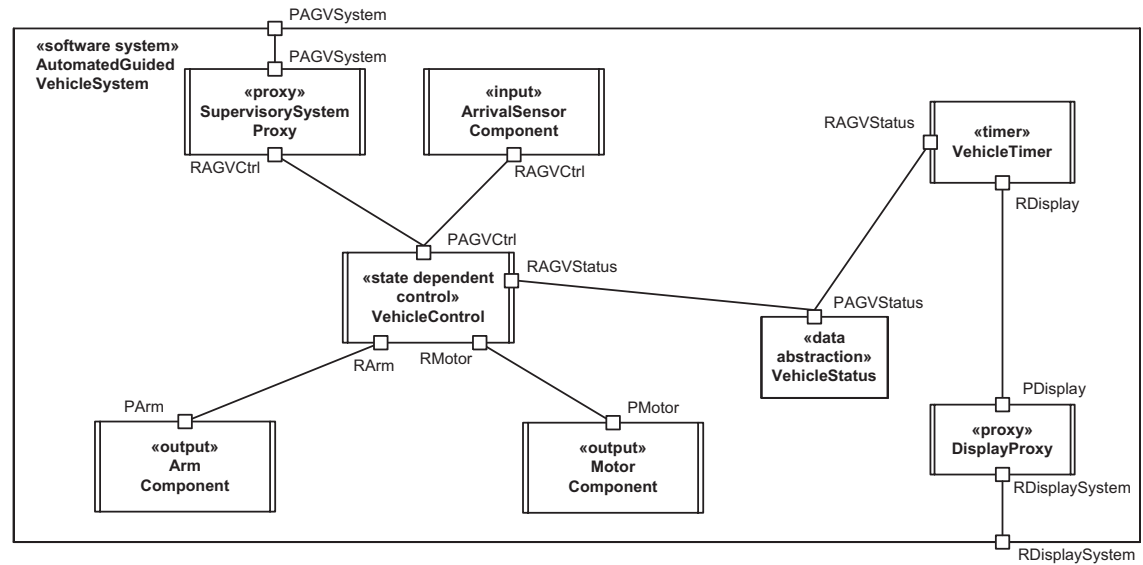 PAGVSystem
«software system»
AutomatedGuided
VehicleSystem
PAGVSystem
«proxy»
SupervisorySystem
Proxy
«input»
ArrivalSensor
Component
RAGVStatus
«timer»
VehicleTimer
RAGVCtrl
RAGVCtrl
RDisplay
PAGVCtrl
RAGVStatus
«state dependent
control»
VehicleControl
PAGVStatus
«data
abstraction»
VehicleStatus
RArm
RMotor
PArm
PMotor
PDisplay
«output»
Arm
Component
«output»
Motor
Component
«proxy»
DisplayProxy
RDisplaySystem
RDisplaySystem